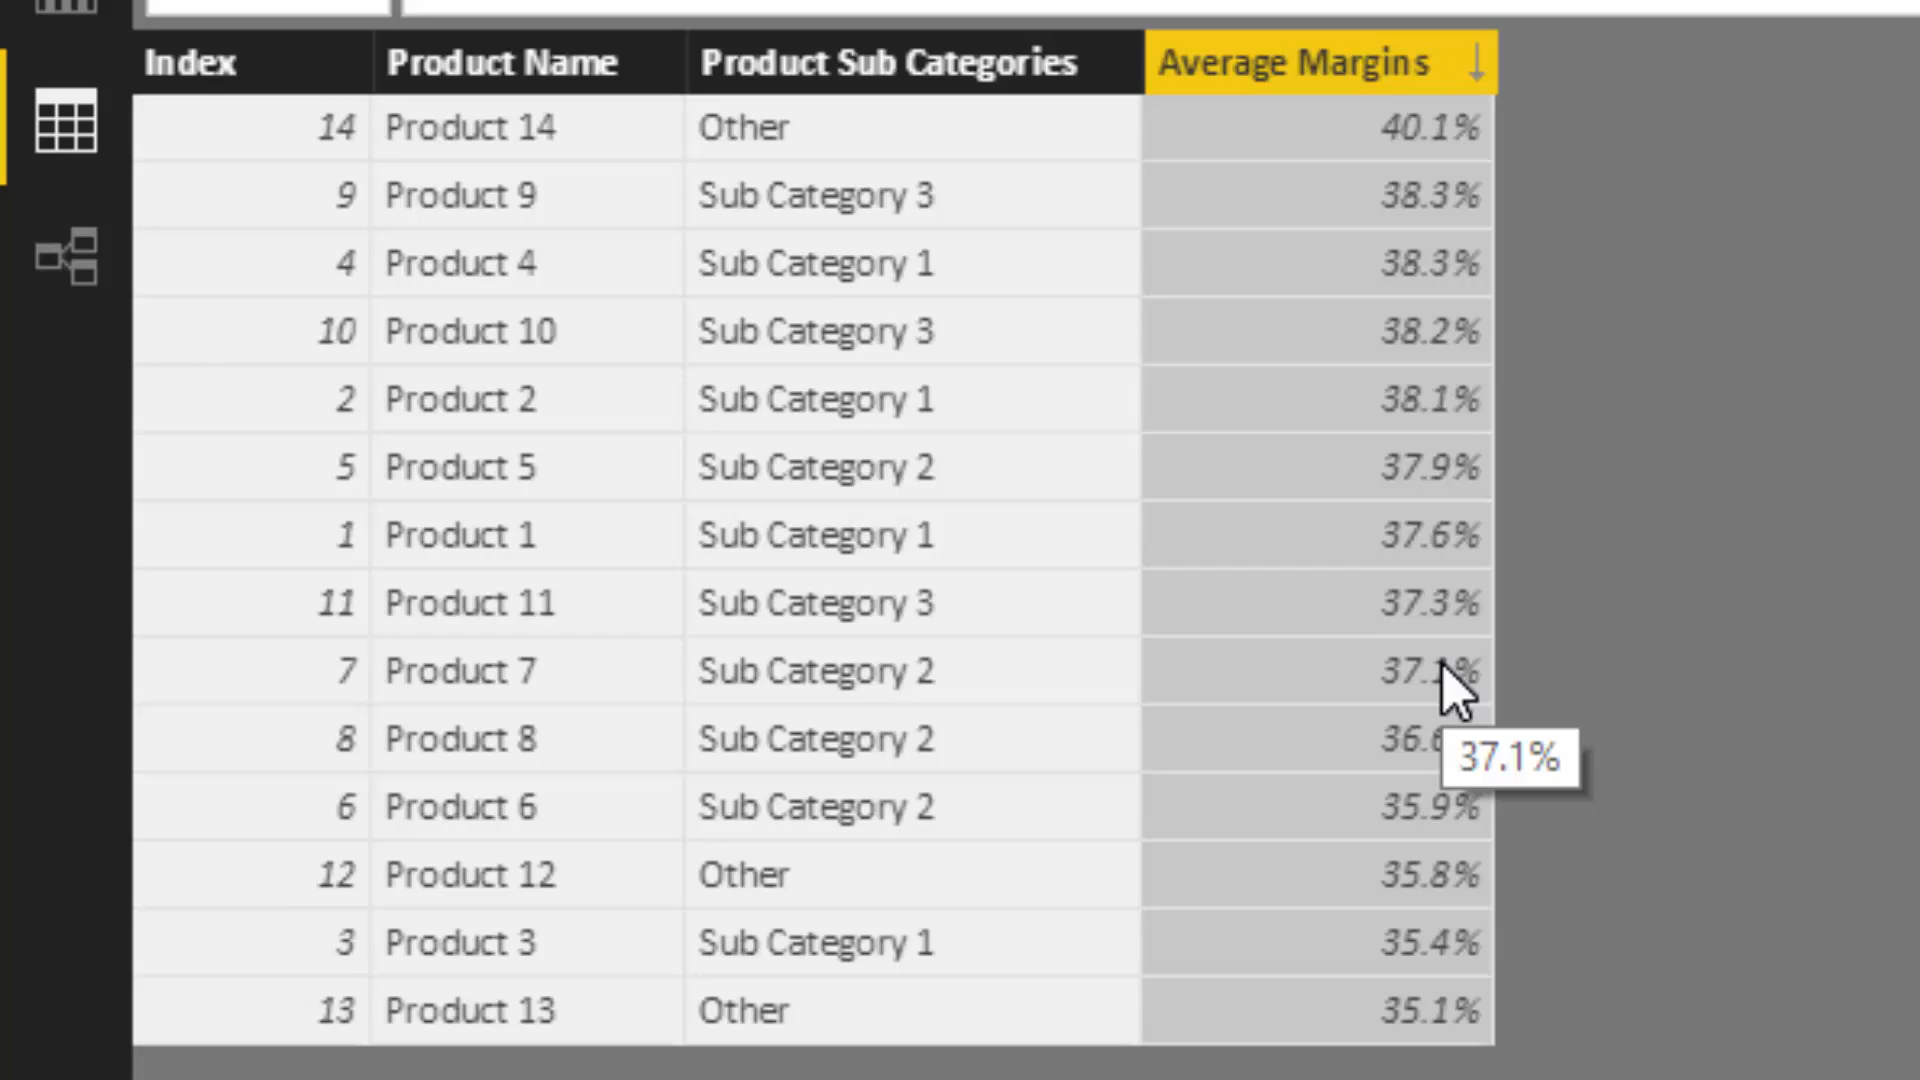 Index Product Name Product Sub Categories Average Margins
14 Product 14 Other 40.1%
9 Product 9 Sub Category 3 38.3%
4 Product 4 Sub Category 1 38.3%
10 Product 10 Sub Category 3 38.2%
2 Product 2 Sub Category 1 38.1%
5 Product 5 Sub Category 2 37.9%
1 Product 1 Sub Category 1 37.6%
11 Product 11 Sub Category 3 37.3%
7 Product 7 Sub Category 2 37.1%
8 Product 8 Sub Category 2
37.1%
6 Product 6 Sub Category 2 35.9%
12 Product 12 Other 35.8%
3 Product 3 Sub Category 1 35.4%
13 Product 13 Other 35.1%